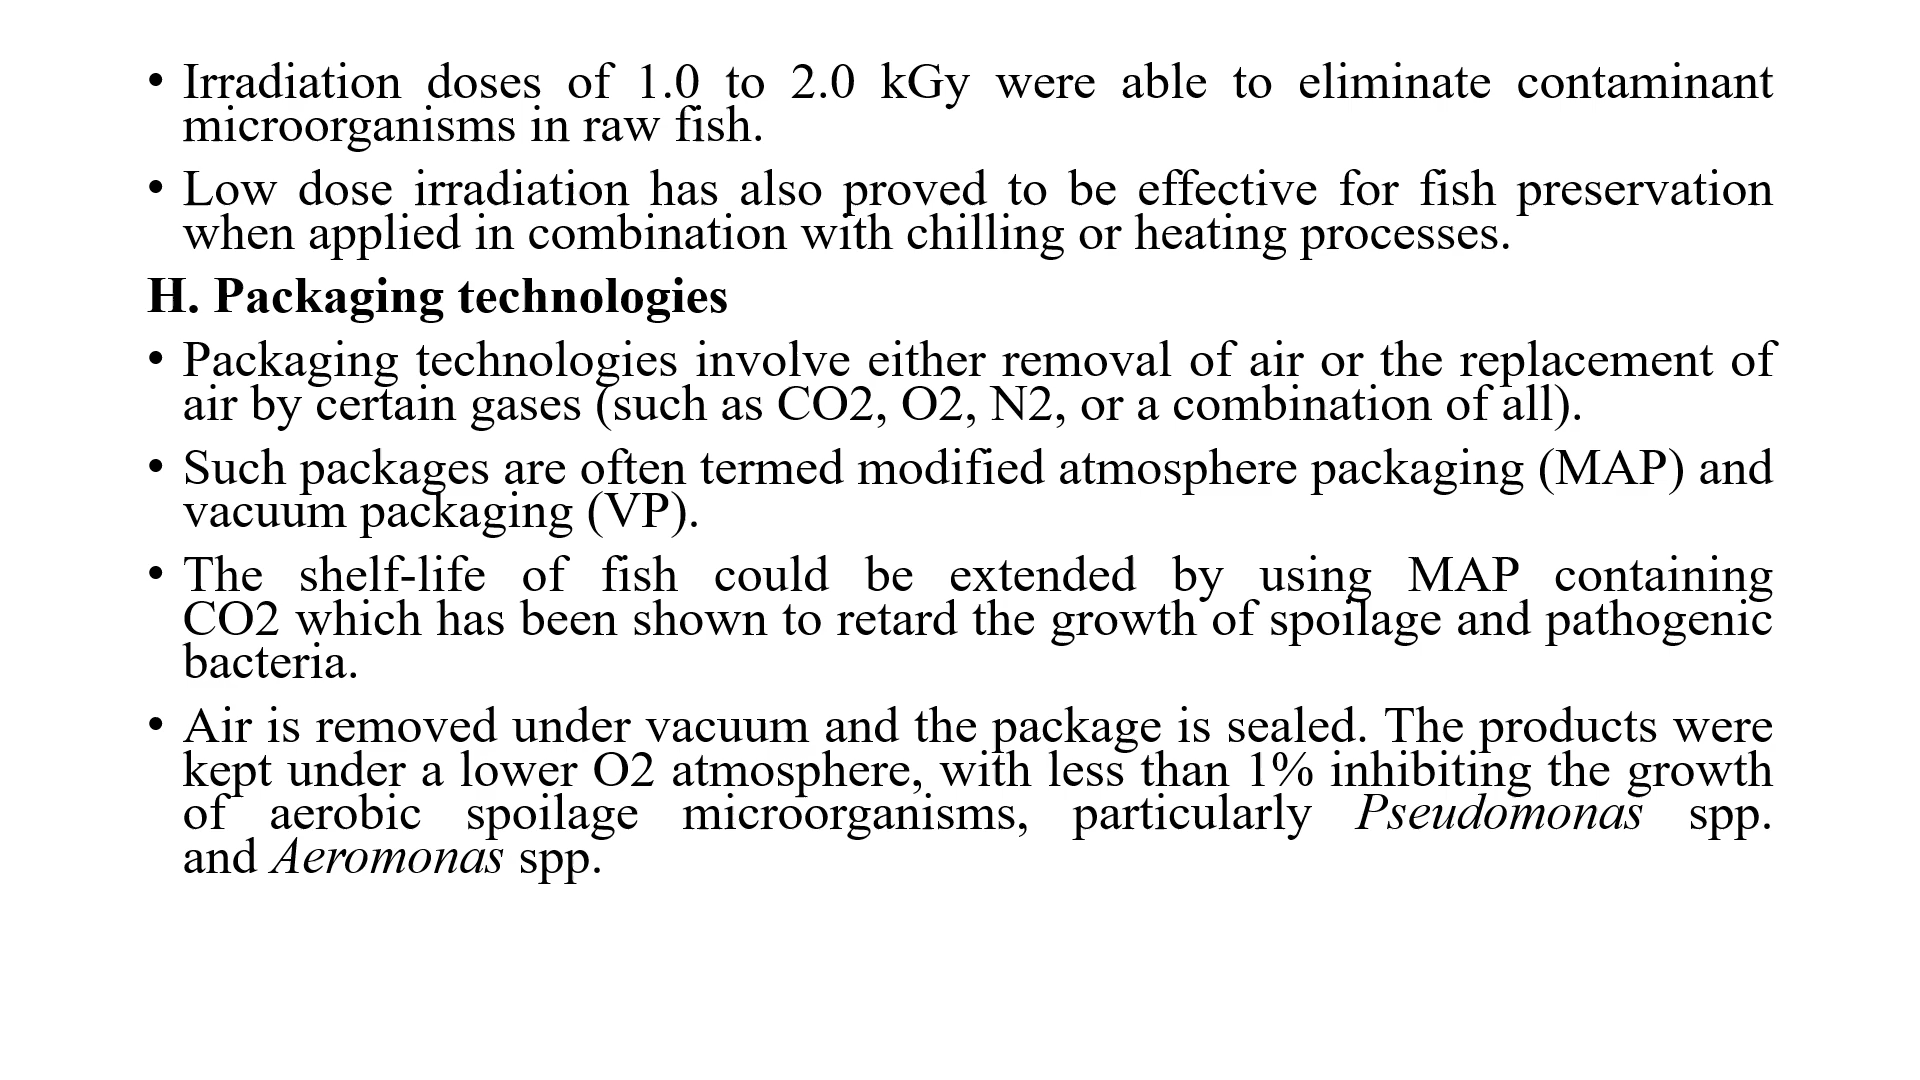 • Irradiation doses of 1.0 to 2.0 kGy were able to eliminate contaminant
microorganisms in raw fish.
• Low dose irradiation has also proved to be effective for fish preservation
when applied in combination with chilling or heating processes.
H. Packaging technologies
• Packaging technologies involve either removal of air or the replacement of
air by certain gases (such as CO2, O2, N2, or a combination of all).
• Such packages are often termed modified atmosphere packaging (MAP) and
vacuum packaging (VP).
• The shelf-life of fish could be extended by using MAP containing
CO2 which has been shown to retard the growth of spoilage and pathogenic
bacteria.
• Air is removed under vacuum and the package is sealed. The products were
kept under a lower O2 atmosphere, with less than 1% inhibiting the growth
of aerobic spoilage microorganisms, particularly Pseudomonas spp.
and Aeromonas spp.